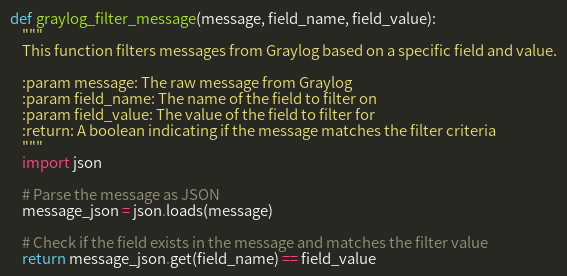 def graylog_filter_message(message, field_name, field_value):
"""
This function filters messages from Graylog based on a specific field and value.
:param message: The raw message from Graylog
:param field_name: The name of the field to filter on
:param field_value: The value of the field to filter for
:return: A boolean indicating if the message matches the filter criteria
"""
import json
# Parse the message as JSON
message_json = json.loads(message)
# Check if the field exists in the message and matches the filter value
return message_json.get(field_name) == field_value